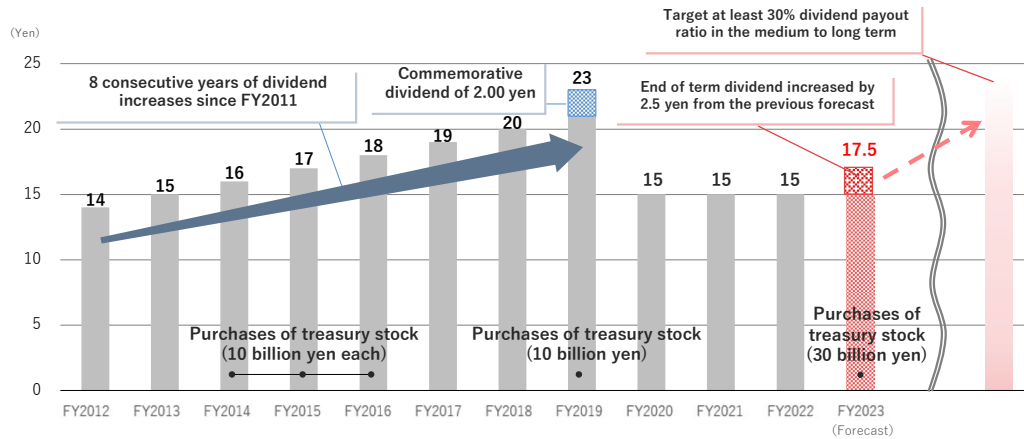 Target at least 30% dividend payout
ratio in the medium to long term
(Yen)
25
8 consecutive years of dividend
increases since FY2011
Commemorative
dividend of 2.00 yen
23
End of term dividend increased by
2.5 yen from the previous forecast
20
14
15
16
17
18
19
20
15
15
15
17.5
15
10
5
0
Purchases of treasury stock
(10 billion yen each)
Purchases of treasury stock
(10 billion yen)
Purchases of
treasury stock
(30 billion yen)
FY2012 FY2013 FY2014 FY2015 FY2016 FY2017 FY2018 FY2019 FY2020 FY2021 FY2022 FY2023
(Forecast)